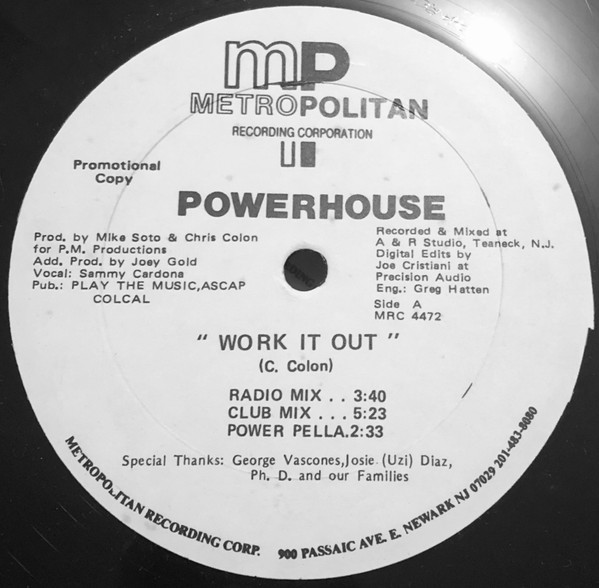 mP
METROPOLITAN
RECORDING CORPORATION
Promotional
Copy
POWERHOUSE
Prod. by Mike Soto & Chris Colon
for P.M. Productions
Add. Prod. by Joey Gold
Vocal: Sammy Cardona
Pub.: PLAY THE MUSIC,ASCAP
COLCAL
Recorded & Mixed at
A & R Studio, Teaneck, N.J.
Digital Edits by
Joe Cristiani at
Precision Audio
Eng.: Greg Hatten
Side A
MRC 4472
" WORK IT OUT "
(C. Colon)
RADIO MIX . . 3:40
CLUB MIX . . . 5:23
POWER PELLA.2:33
Special Thanks: George Vascones,Josie (Uzi) Diaz,
Ph. D. and our Families
METROPOLITAN RECORDING CORP. 900 PASSAIC AVE. E. NEWARK NJ 07029 201-483-8080